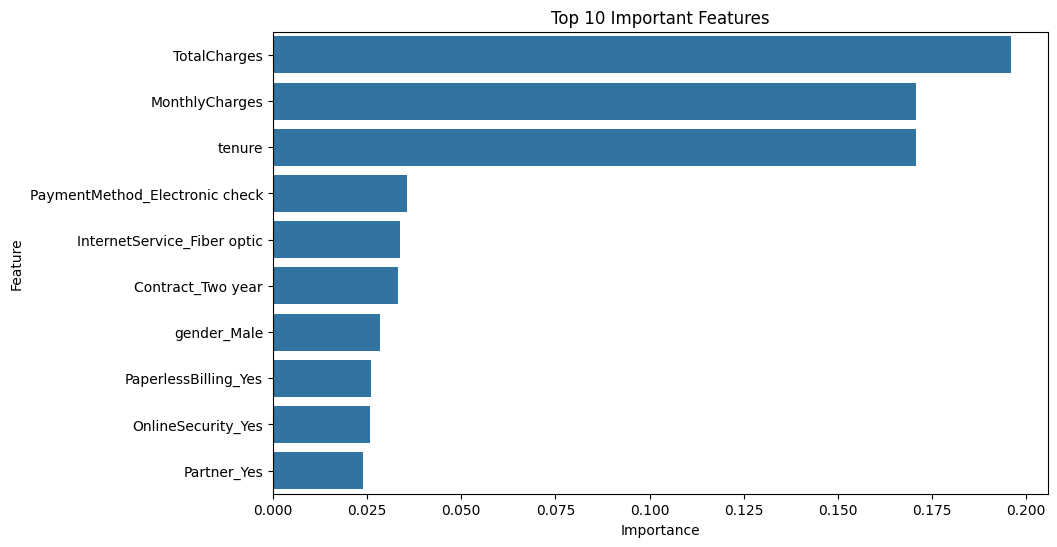 Top 10 Important Features
TotalCharges
MonthlyCharges
tenure
PaymentMethod_Electronic check
InternetService_Fiber optic
Contract_Two year
gender_Male
PaperlessBilling_Yes
OnlineSecurity_Yes
Partner_Yes
Feature
0.000 0.025 0.050 0.075 0.100 0.125 0.150 0.175 0.200
Importance